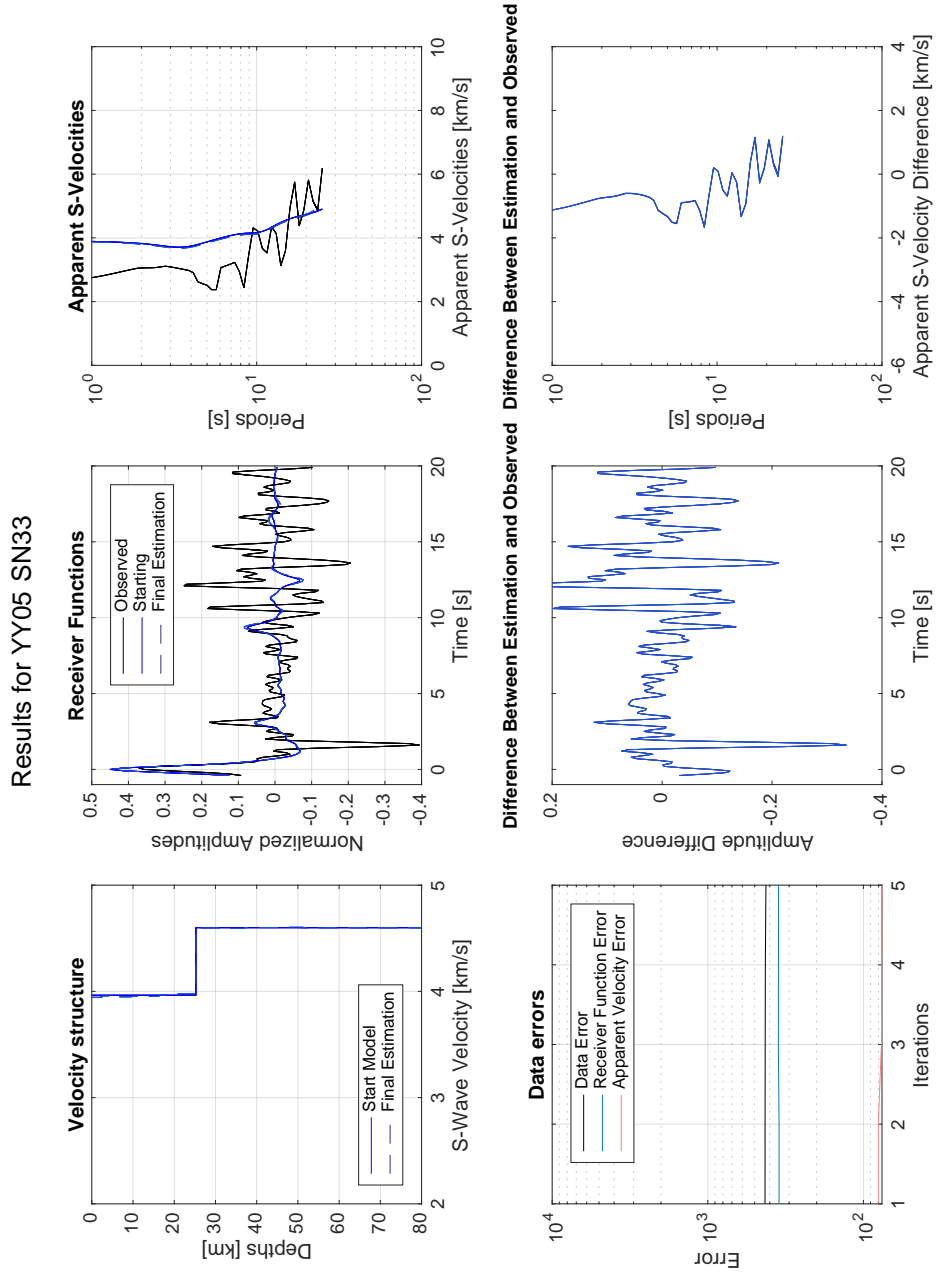 Results for YY05 SN33
Velocity structure
0
10
20
30
40
50
60
70
80
Depths [km]
2
3
4
5
S-Wave Velocity [km/s]
Start Model
Final Estimation
Receiver Functions
0.5
0.4
0.3
0.2
0.1
0
-0.1
-0.2
-0.3
-0.4
Normalized Amplitudes
0
5
10
15
20
Time [s]
Observed
Starting
Final Estimation
Apparent S-Velocities
10^0
10^1
10^2
Periods [s]
0
2
4
6
8
10
Apparent S-Velocities [km/s]
Data errors
10^4
10^3
10^2
Error
1
2
3
4
5
Iterations
Data Error
Receiver Function Error
Apparent Velocity Error
Difference Between Estimation and Observed
0.2
0
-0.2
-0.4
Amplitude Difference
0
5
10
15
20
Time [s]
Difference Between Estimation and Observed
10^0
10^1
10^2
Periods [s]
-6
-4
-2
0
2
4
Apparent S-Velocity Difference [km/s]